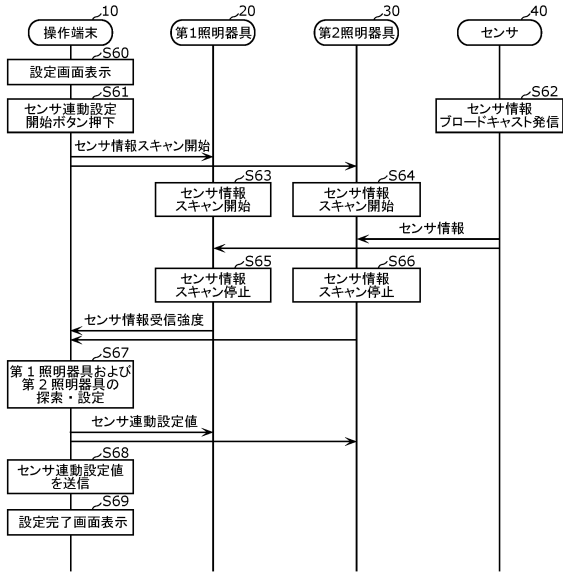 10
20
30
40
操作端末
第1照明器具
第2照明器具
センサ
S60
設定画面表示
S61
センサ連動設定
開始ボタン押下
S62
センサ情報
ブロードキャスト発信
センサ情報スキャン開始
S63
センサ情報
スキャン開始
S64
センサ情報
スキャン開始
センサ情報
S65
センサ情報
スキャン停止
S66
センサ情報
スキャン停止
センサ情報受信強度
S67
第1照明器具および
第2照明器具の
探索・設定
センサ連動設定値
S68
センサ連動設定値
を送信
S69
設定完了画面表示